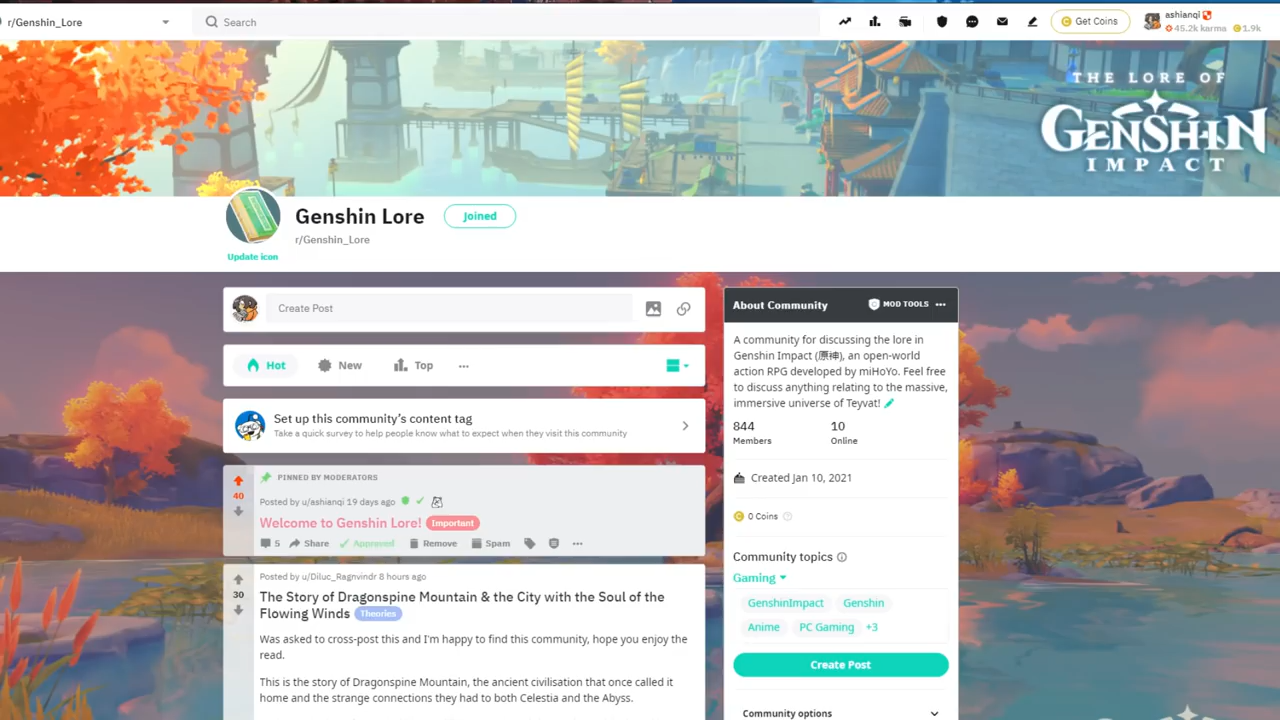 r/Genshin_Lore
Search
Get Coins
ashianqi
45.2k karma 1.9k
THE LORE OF
GENSHIN
IMPACT
Genshin Lore
Joined
r/Genshin_Lore
Update icon
Create Post
Hot New Top
Set up this community's content tag
Take a quick survey to help people know what to expect when they visit this community
PINNED BY MODERATORS
40
Posted by u/ashianqi 19 days ago
Welcome to Genshin Lore! Important
5 Share Approved Remove Spam
30
Posted by u/Diluc_Ragnvindr 8 hours ago
The Story of Dragonspine Mountain & the City with the Soul of the
Flowing Winds Theories
Was asked to cross-post this and I'm happy to find this community, hope you enjoy the
read.
This is the story of Dragonspine Mountain, the ancient civilisation that once called it
home and the strange connections they had to both Celestia and the Abyss.
About Community MOD TOOLS
A community for discussing the lore in
Genshin Impact (原神), an open-world
action RPG developed by miHoYo. Feel free
to discuss anything relating to the massive,
immersive universe of Teyvat!
844 10
Members Online
Created Jan 10, 2021
0 Coins
Community topics
Gaming
GenshinImpact Genshin
Anime PC Gaming +3
Create Post
Community options